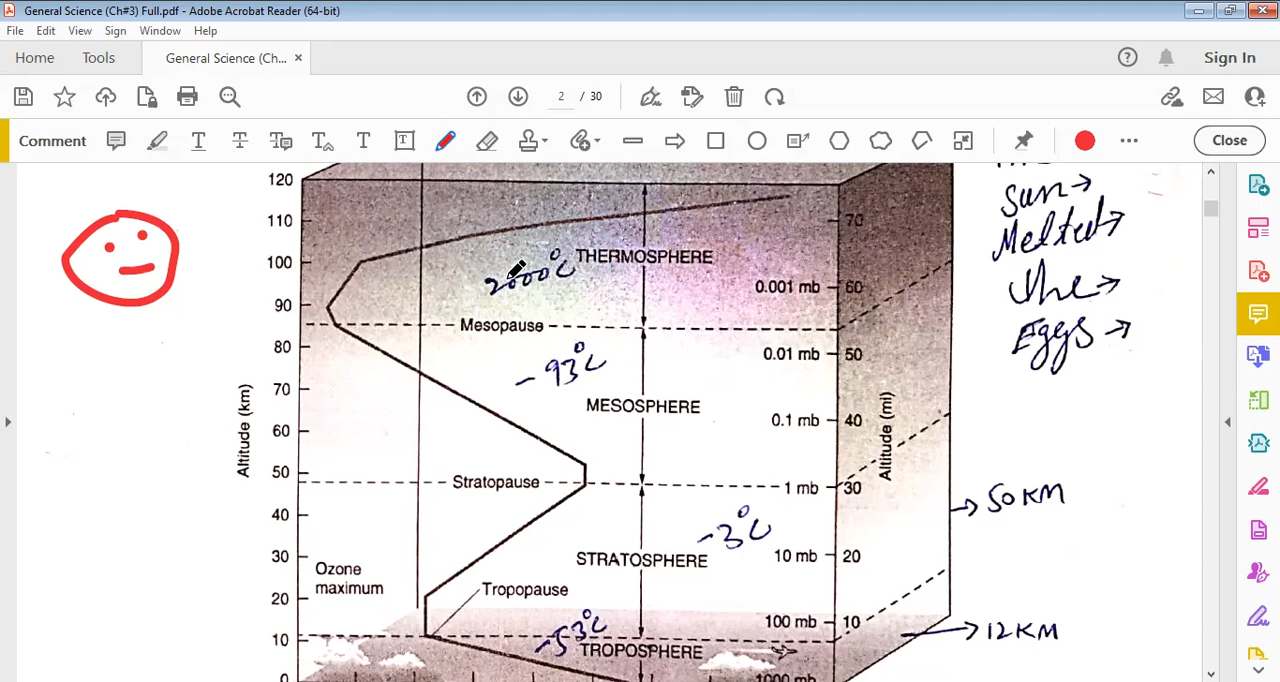 General Science (Ch#3) Full.pdf - Adobe Acrobat Reader (64-bit)
File Edit View Sign Window Help
Home Tools General Science (Ch... × Sign In
2 / 30
Comment Close
120
110
100
90
80
70
60
50
40
30
20
10
0
Altitude (km)
THERMOSPHERE
2000°C
Mesopause
-93°C
MESOSPHERE
Stratopause
-3°C
STRATOSPHERE
Ozone
maximum
Tropopause
-53°C
TROPOSPHERE
0.001 mb
0.01 mb
0.1 mb
1 mb
10 mb
100 mb
1000 mb
70
60
50
40
30
20
10
Altitude (mi)
Sun →
Melted →
the →
Eggs →
→ 50 KM
→ 12 KM